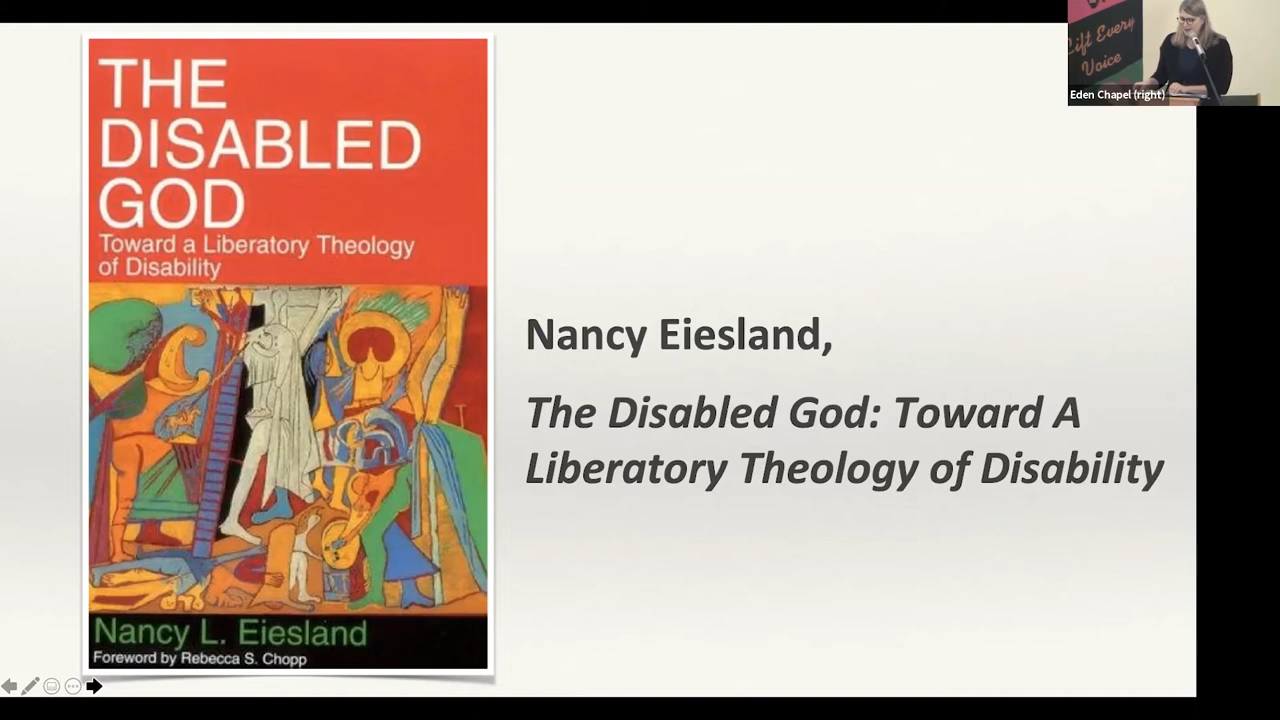 THE
DISABLED
GOD
Toward a Liberatory Theology
of Disability
Nancy L. Eiesland
Foreword by Rebecca S. Chopp
Nancy Eiesland,
The Disabled God: Toward A
Liberatory Theology of Disability
Lift Every
Voice
Eden Chapel (right)